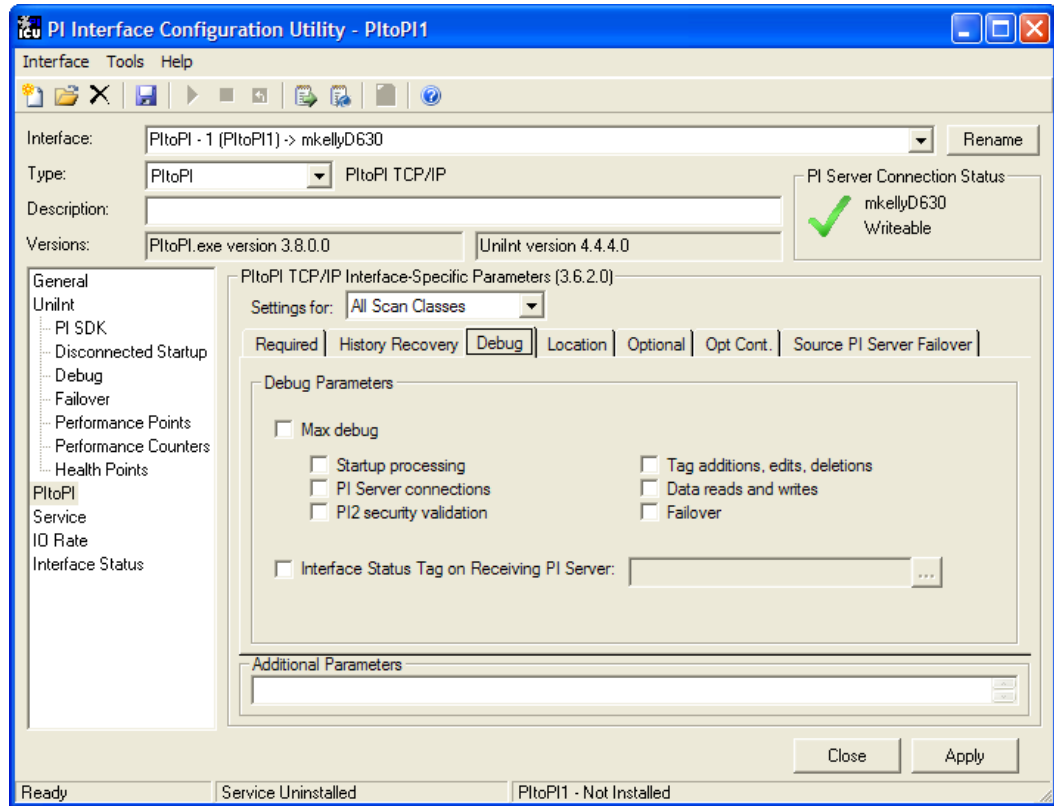 PI Interface Configuration Utility - PItoPI1
Interface Tools Help
Interface: PItoPI - 1 (PItoPI1) -> mkellyD630 Rename
Type: PItoPI PItoPI TCP/IP PI Server Connection Status
Description: mkellyD630
Writeable
Versions: PItoPI.exe version 3.8.0.0 UniInt version 4.4.4.0
General
UniInt
PI SDK
Disconnected Startup
Debug
Failover
Performance Points
Performance Counters
Health Points
PItoPI
Service
IO Rate
Interface Status
PItoPI TCP/IP Interface-Specific Parameters (3.6.2.0)
Settings for: All Scan Classes
Required History Recovery Debug Location Optional Opt Cont. Source PI Server Failover
Debug Parameters
Max debug
Startup processing Tag additions, edits, deletions
PI Server connections Data reads and writes
PI2 security validation Failover
Interface Status Tag on Receiving PI Server: ...
Additional Parameters
Close Apply
Ready Service Uninstalled PItoPI1 - Not Installed